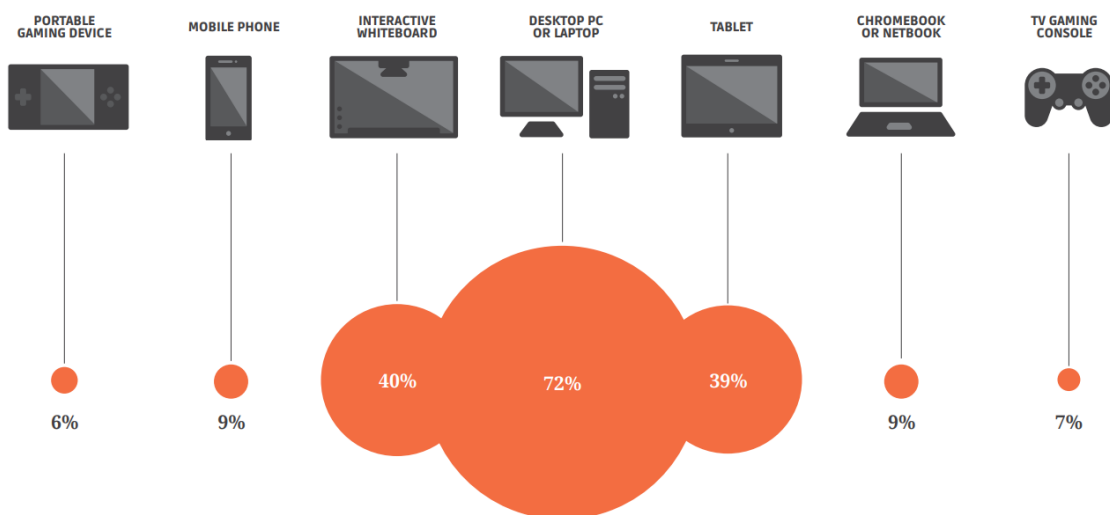 PORTABLE
GAMING DEVICE
MOBILE PHONE
INTERACTIVE
WHITEBOARD
DESKTOP PC
OR LAPTOP
TABLET
CHROMEBOOK
OR NETBOOK
TV GAMING
CONSOLE
6%
9%
40%
72%
39%
9%
7%